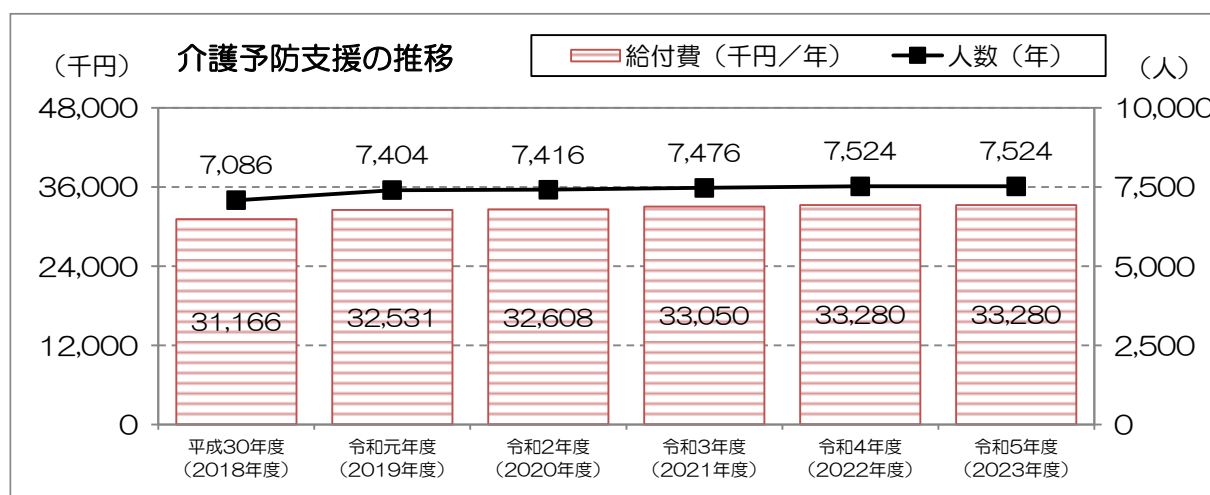 介護予防支援の推移
給付費（千円／年） 人数（年）
（千円）
（人）
48,000
36,000
24,000
12,000
0
10,000
7,500
5,000
2,500
0
7,086 7,404 7,416 7,476 7,524 7,524
31,166 32,531 32,608 33,050 33,280 33,280
平成30年度 令和元年度 令和2年度 令和3年度 令和4年度 令和5年度
（2018年度） （2019年度） （2020年度） （2021年度） （2022年度） （2023年度）